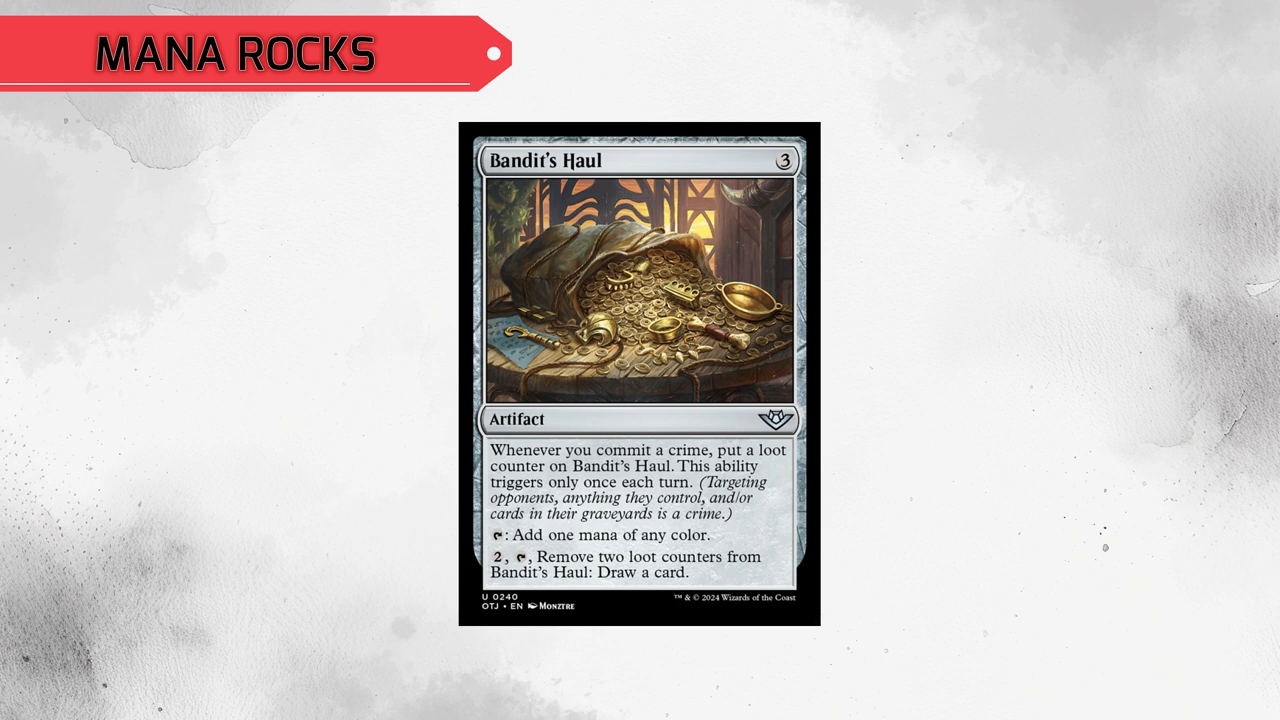 MANA ROCKS
Bandit's Haul 3
Artifact
Whenever you commit a crime, put a loot
counter on Bandit's Haul. This ability
triggers only once each turn. (Targeting
opponents, anything they control, and/or
cards in their graveyards is a crime.)
: Add one mana of any color.
2, , Remove two loot counters from
Bandit's Haul: Draw a card.
U 0240
OTJ • EN MONZTRE
™ & © 2024 Wizards of the Coast